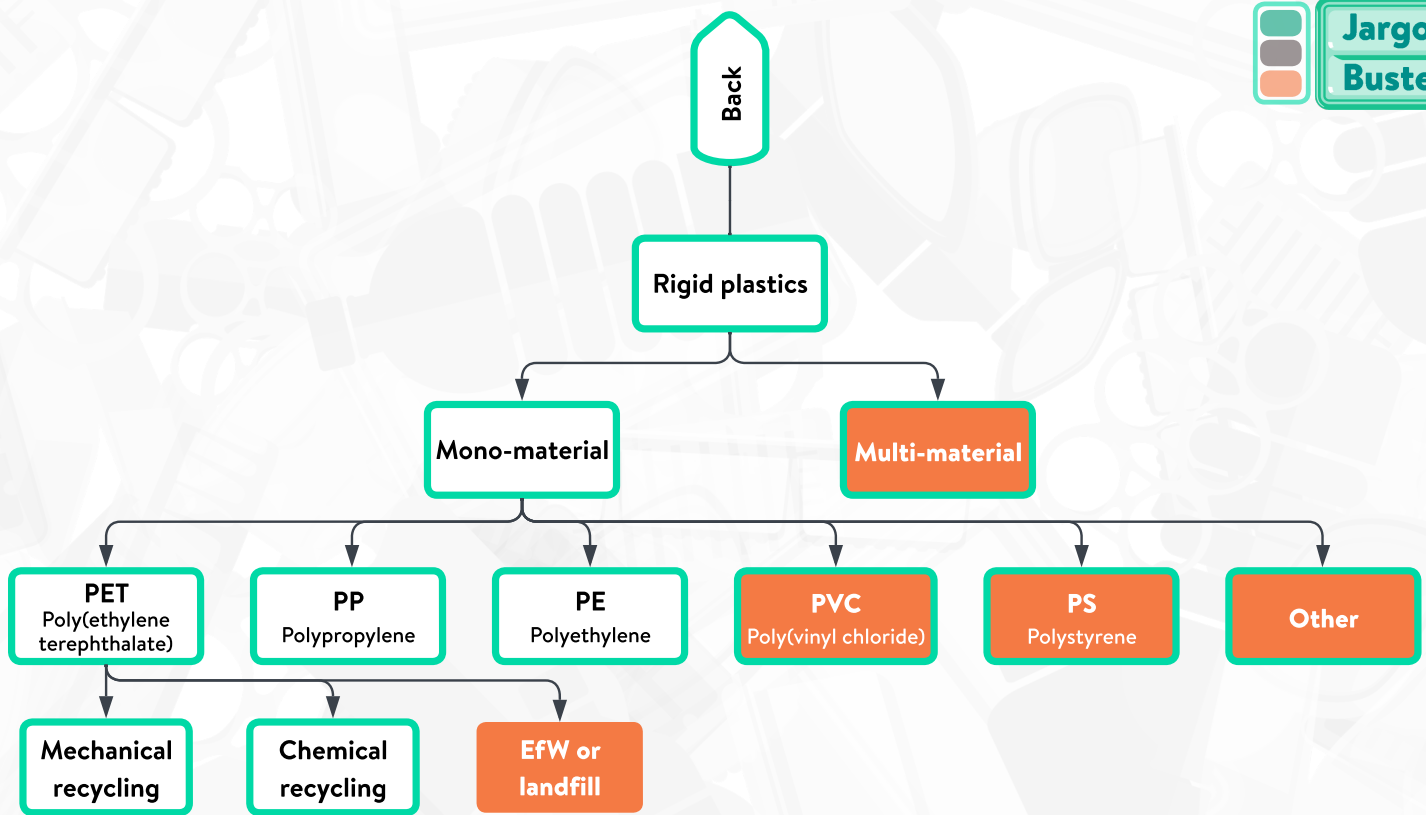 Back
Rigid plastics
Mono-material
Multi-material
PET
Poly(ethylene
terephthalate)
PP
Polypropylene
PE
Polyethylene
PVC
Poly(vinyl chloride)
PS
Polystyrene
Other
Mechanical
recycling
Chemical
recycling
EfW or
landfill